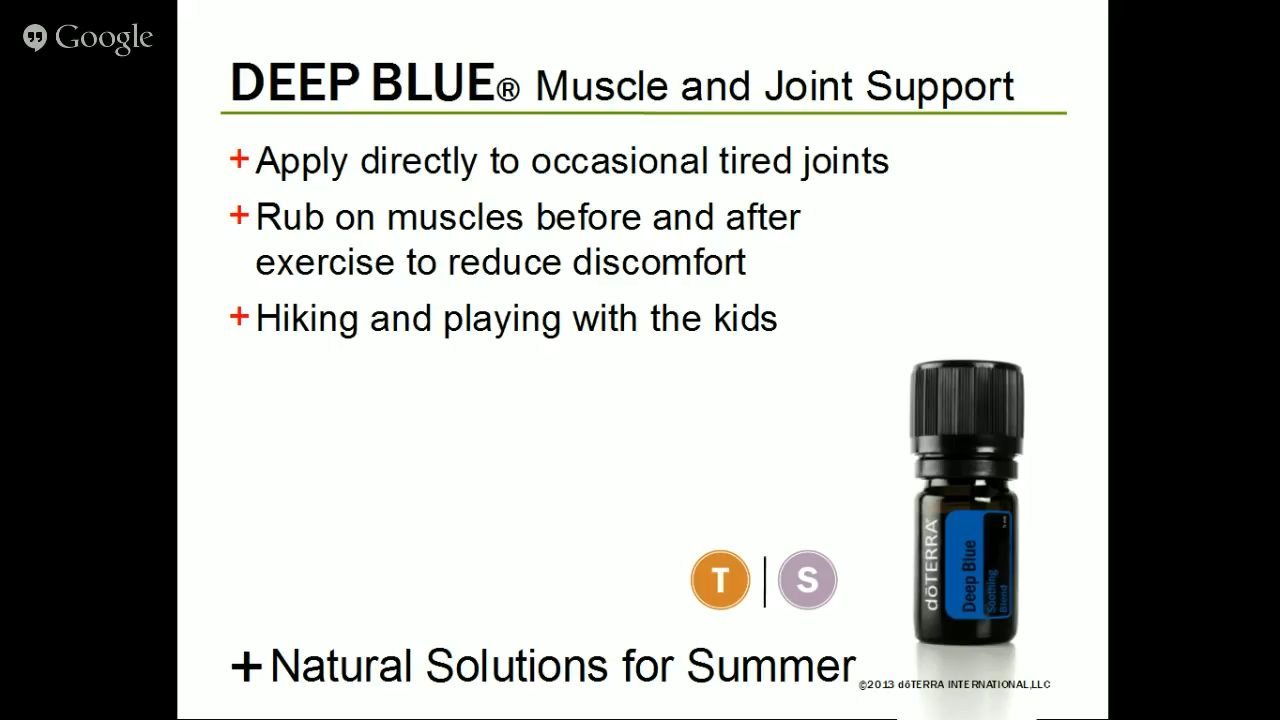 Google
DEEP BLUE® Muscle and Joint Support
+ Apply directly to occasional tired joints
+ Rub on muscles before and after
exercise to reduce discomfort
+ Hiking and playing with the kids
dōTERRA®
Deep Blue
Soothing
Blend
T | S
+ Natural Solutions for Summer
©2013 dōTERRA INTERNATIONAL,LLC